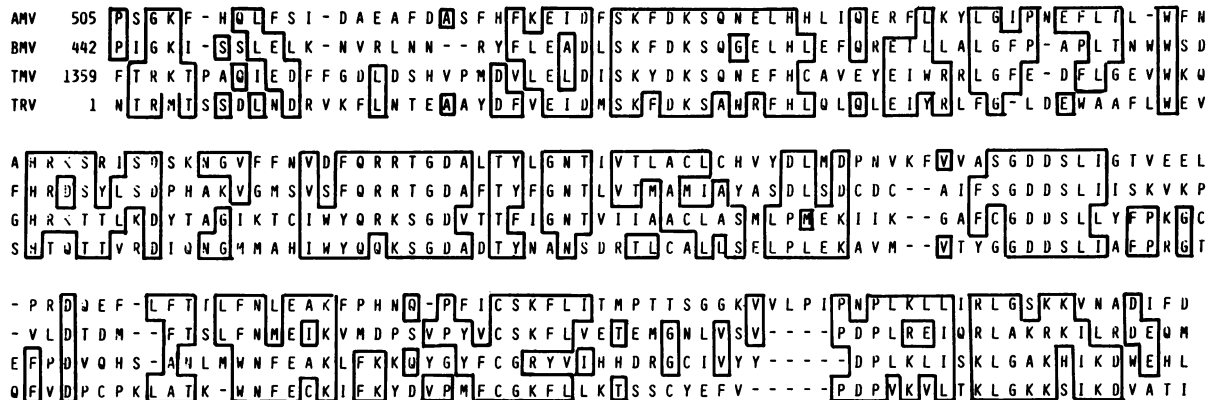 AMV 505 P S G K F - H Q L F S I - D A E A F D A S F H F K E I D F S K F D K S Q N E L H H L I Q E R F L K Y L G I P N E F L T L - W F N
BMV 442 P I G K I - S S L E L K - N V R L N N - - R Y F L E A D L S K F D K S Q G E L H L E F Q R E I L L A L G F P - A P L T N W W S D
TMV 1359 F T R K T P A Q I E D F F G D L D S H V P M D V L E L D I S K Y D K S Q N E F H C A V E Y E I W R R L G F E - D F L G E V W K Q
TRV 1 N T R M T S S D L N D R V K F L N T E A A Y D F V E I D M S K F D K S A N R F H L Q L Q L E I Y R L F G - L D E W A A F L W E V
A H R K S R I S D S K N G V F F N V D F Q R R T G D A L T Y L G N T I V T L A C L C H V Y D L M D P N V K F V V A S G D D S L I G T V E E L
F H R D S Y L S D P H A K V G M S V S F Q R R T G D A F T Y F G N T L V T M A M I A Y A S D L S D C D C - - A I F S G D D S L I I S K V K P
G H R K T T L K D Y T A G I K T C I W Y Q R K S G D V T T F I G N T V I I A A C L A S M L P M E K I I K - - G A F C G D D S L L Y F P K G C
S H T Q T T V R D I Q N G M M A H I W Y Q Q K S G D A D T Y N A N S D R T L C A L L S E L P L E K A V M - - V T Y G G D D S L I A F P R G T
- P R D Q E F - L F T T L F N L E A K F P H N Q - P F I C S K F L I T M P T T S G G K V V L P I P N P L K L L I R L G S K K V N A D I F D
- V L D T D M - - F T S L F N M E I K V M D P S V P Y V C S K F L V E T E M G N L V S V - - - - P D P L R E I Q R L A K R K I L R D E Q M
E F P D V Q H S - A N L M W N F E A K L F K K Q Y G Y F C G R Y V I H H D R G C I V Y Y - - - - - D P L K L I S K L G A K H I K D W E H L
Q F V D P C P K L A T K - W N F E C K I F K Y D V P M F C G K F L L K T S S C Y E F V - - - - - P D P V K V L T K L G K K S I K D V A T I